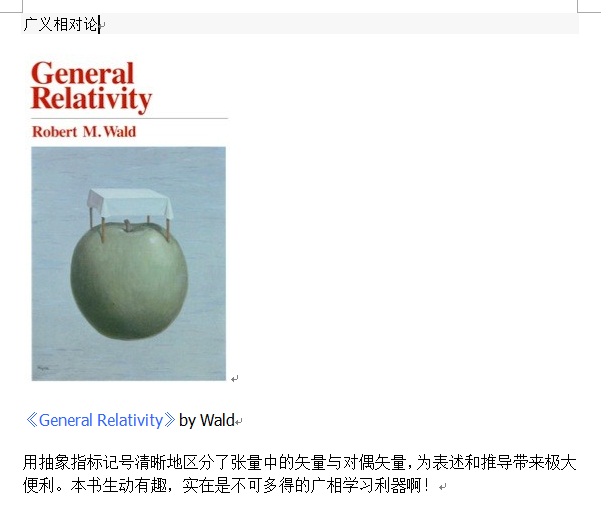 广义相对论
General
Relativity
Robert M. Wald
《General Relativity》by Wald
用抽象指标记号清晰地区分了张量中的矢量与对偶矢量，为表述和推导带来极大
便利。本书生动有趣，实在是不可多得的广相学习利器啊！